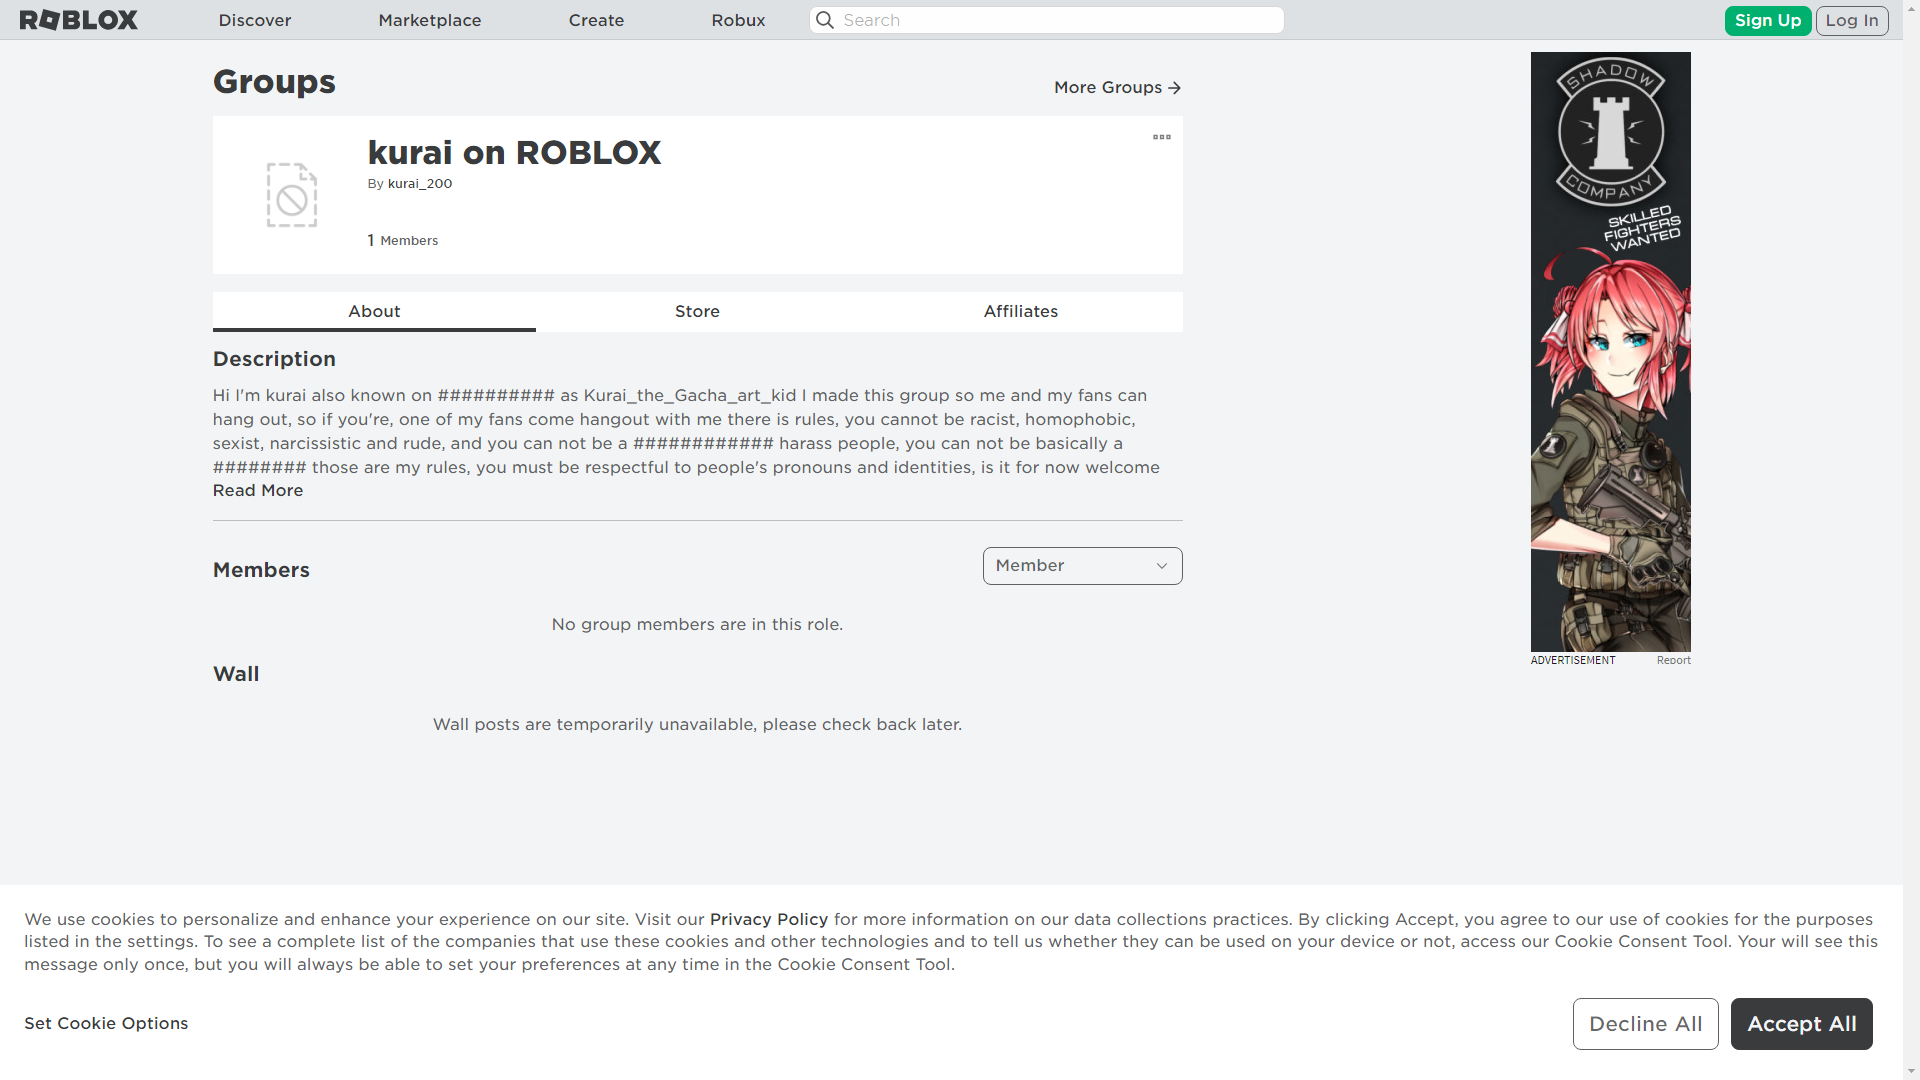 ROBLOX
Discover
Marketplace
Create
Robux
Search
Sign Up
Log In
Groups
More Groups
kurai on ROBLOX
By kurai_200
1 Members
About
Store
Affiliates
Description
Hi I'm kurai also known on ########## as Kurai_the_Gacha_art_kid I made this group so me and my fans can
hang out, so if you're, one of my fans come hangout with me there is rules, you cannot be racist, homophobic,
sexist, narcissistic and rude, and you can not be a ############ harass people, you can not be basically a
######## those are my rules, you must be respectful to people's pronouns and identities, is it for now welcome
Read More
Members
Member
No group members are in this role.
Wall
Wall posts are temporarily unavailable, please check back later.
SHADOW
COMPANY
SKILLED
FIGHTERS
WANTED
ADVERTISEMENT
Report
We use cookies to personalize and enhance your experience on our site. Visit our Privacy Policy for more information on our data collections practices. By clicking Accept, you agree to our use of cookies for the purposes
listed in the settings. To see a complete list of the companies that use these cookies and other technologies and to tell us whether they can be used on your device or not, access our Cookie Consent Tool. Your will see this
message only once, but you will always be able to set your preferences at any time in the Cookie Consent Tool.
Set Cookie Options
Decline All
Accept All